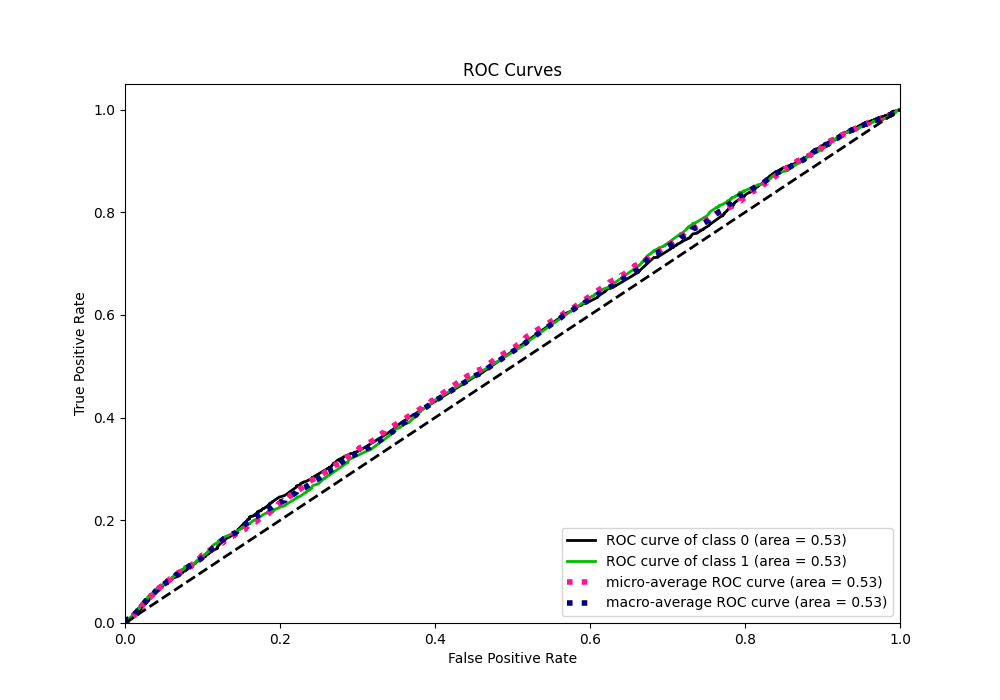 ROC Curves
True Positive Rate
1.0
0.8
0.6
0.4
0.2
0.0
0.0 0.2 0.4 0.6 0.8 1.0
False Positive Rate
ROC curve of class 0 (area = 0.53)
ROC curve of class 1 (area = 0.53)
micro-average ROC curve (area = 0.53)
macro-average ROC curve (area = 0.53)